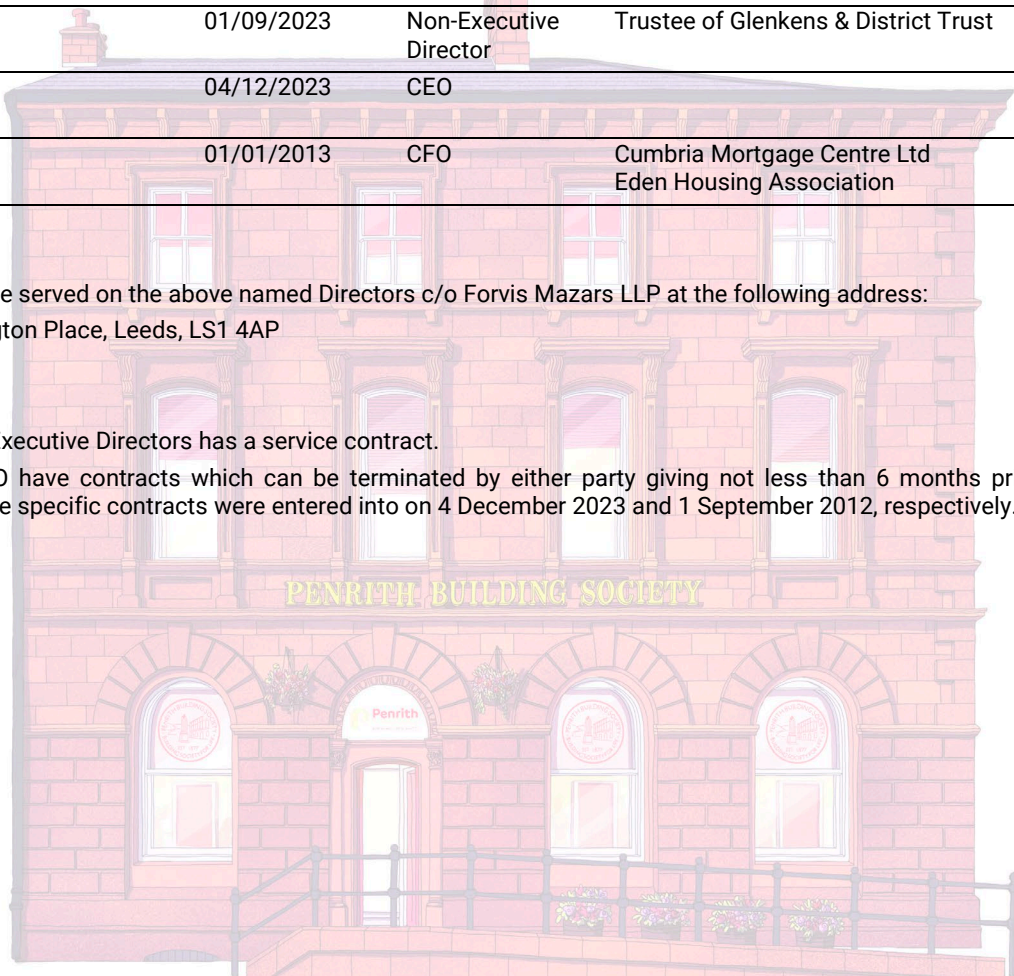 01/09/2023 Non-Executive Trustee of Glenkens & District Trust
Director
04/12/2023 CEO
01/01/2013 CFO Cumbria Mortgage Centre Ltd
Eden Housing Association
e served on the above named Directors c/o Forvis Mazars LLP at the following address:
gton Place, Leeds, LS1 4AP
Executive Directors has a service contract.
O have contracts which can be terminated by either party giving not less than 6 months pr
e specific contracts were entered into on 4 December 2023 and 1 September 2012, respectively.
PENRITH BUILDING SOCIETY
Penrith